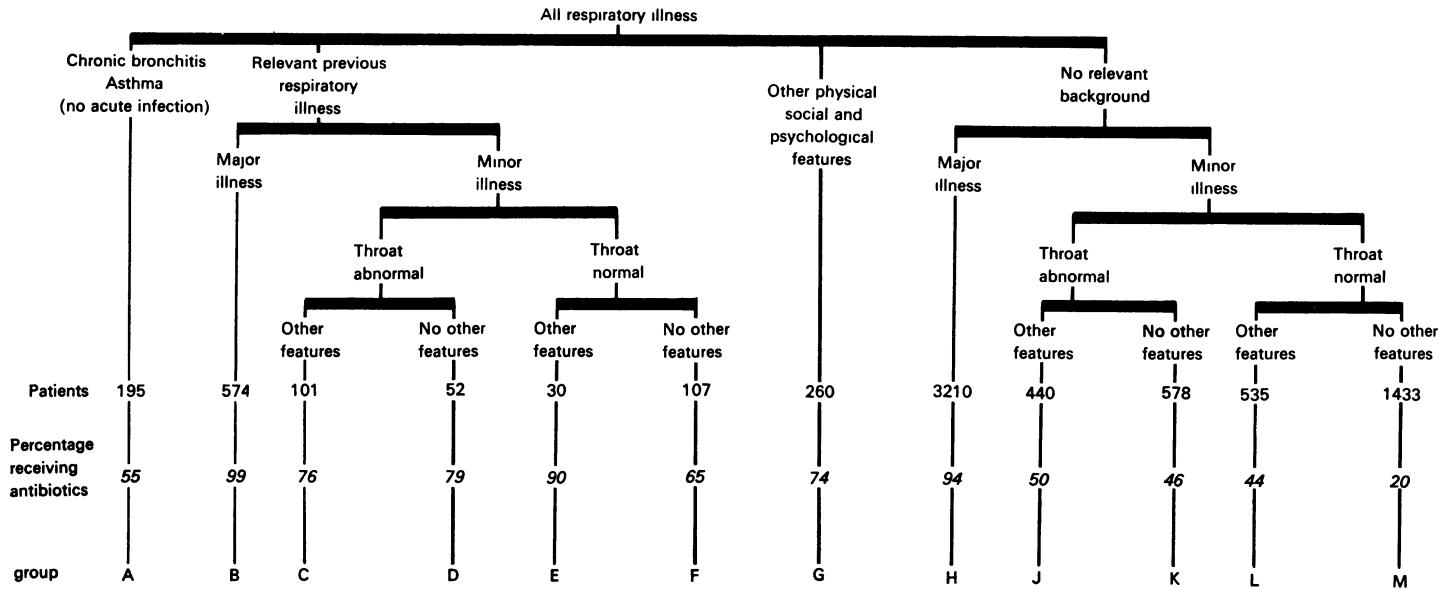 All respiratory illness
Chronic bronchitis
Asthma
(no acute infection)
Relevant previous
respiratory
illness
Other physical
social and
psychological
features
No relevant
background
Major
illness
Minor
illness
Major
illness
Minor
illness
Throat
abnormal
Throat
normal
Throat
abnormal
Throat
normal
Other
features
No other
features
Other
features
No other
features
Other
features
No other
features
Other
features
No other
features
Patients 195 574 101 52 30 107 260 3210 440 578 535 1433
Percentage
receiving
antibiotics
55 99 76 79 90 65 74 94 50 46 44 20
group A B C D E F G H J K L M